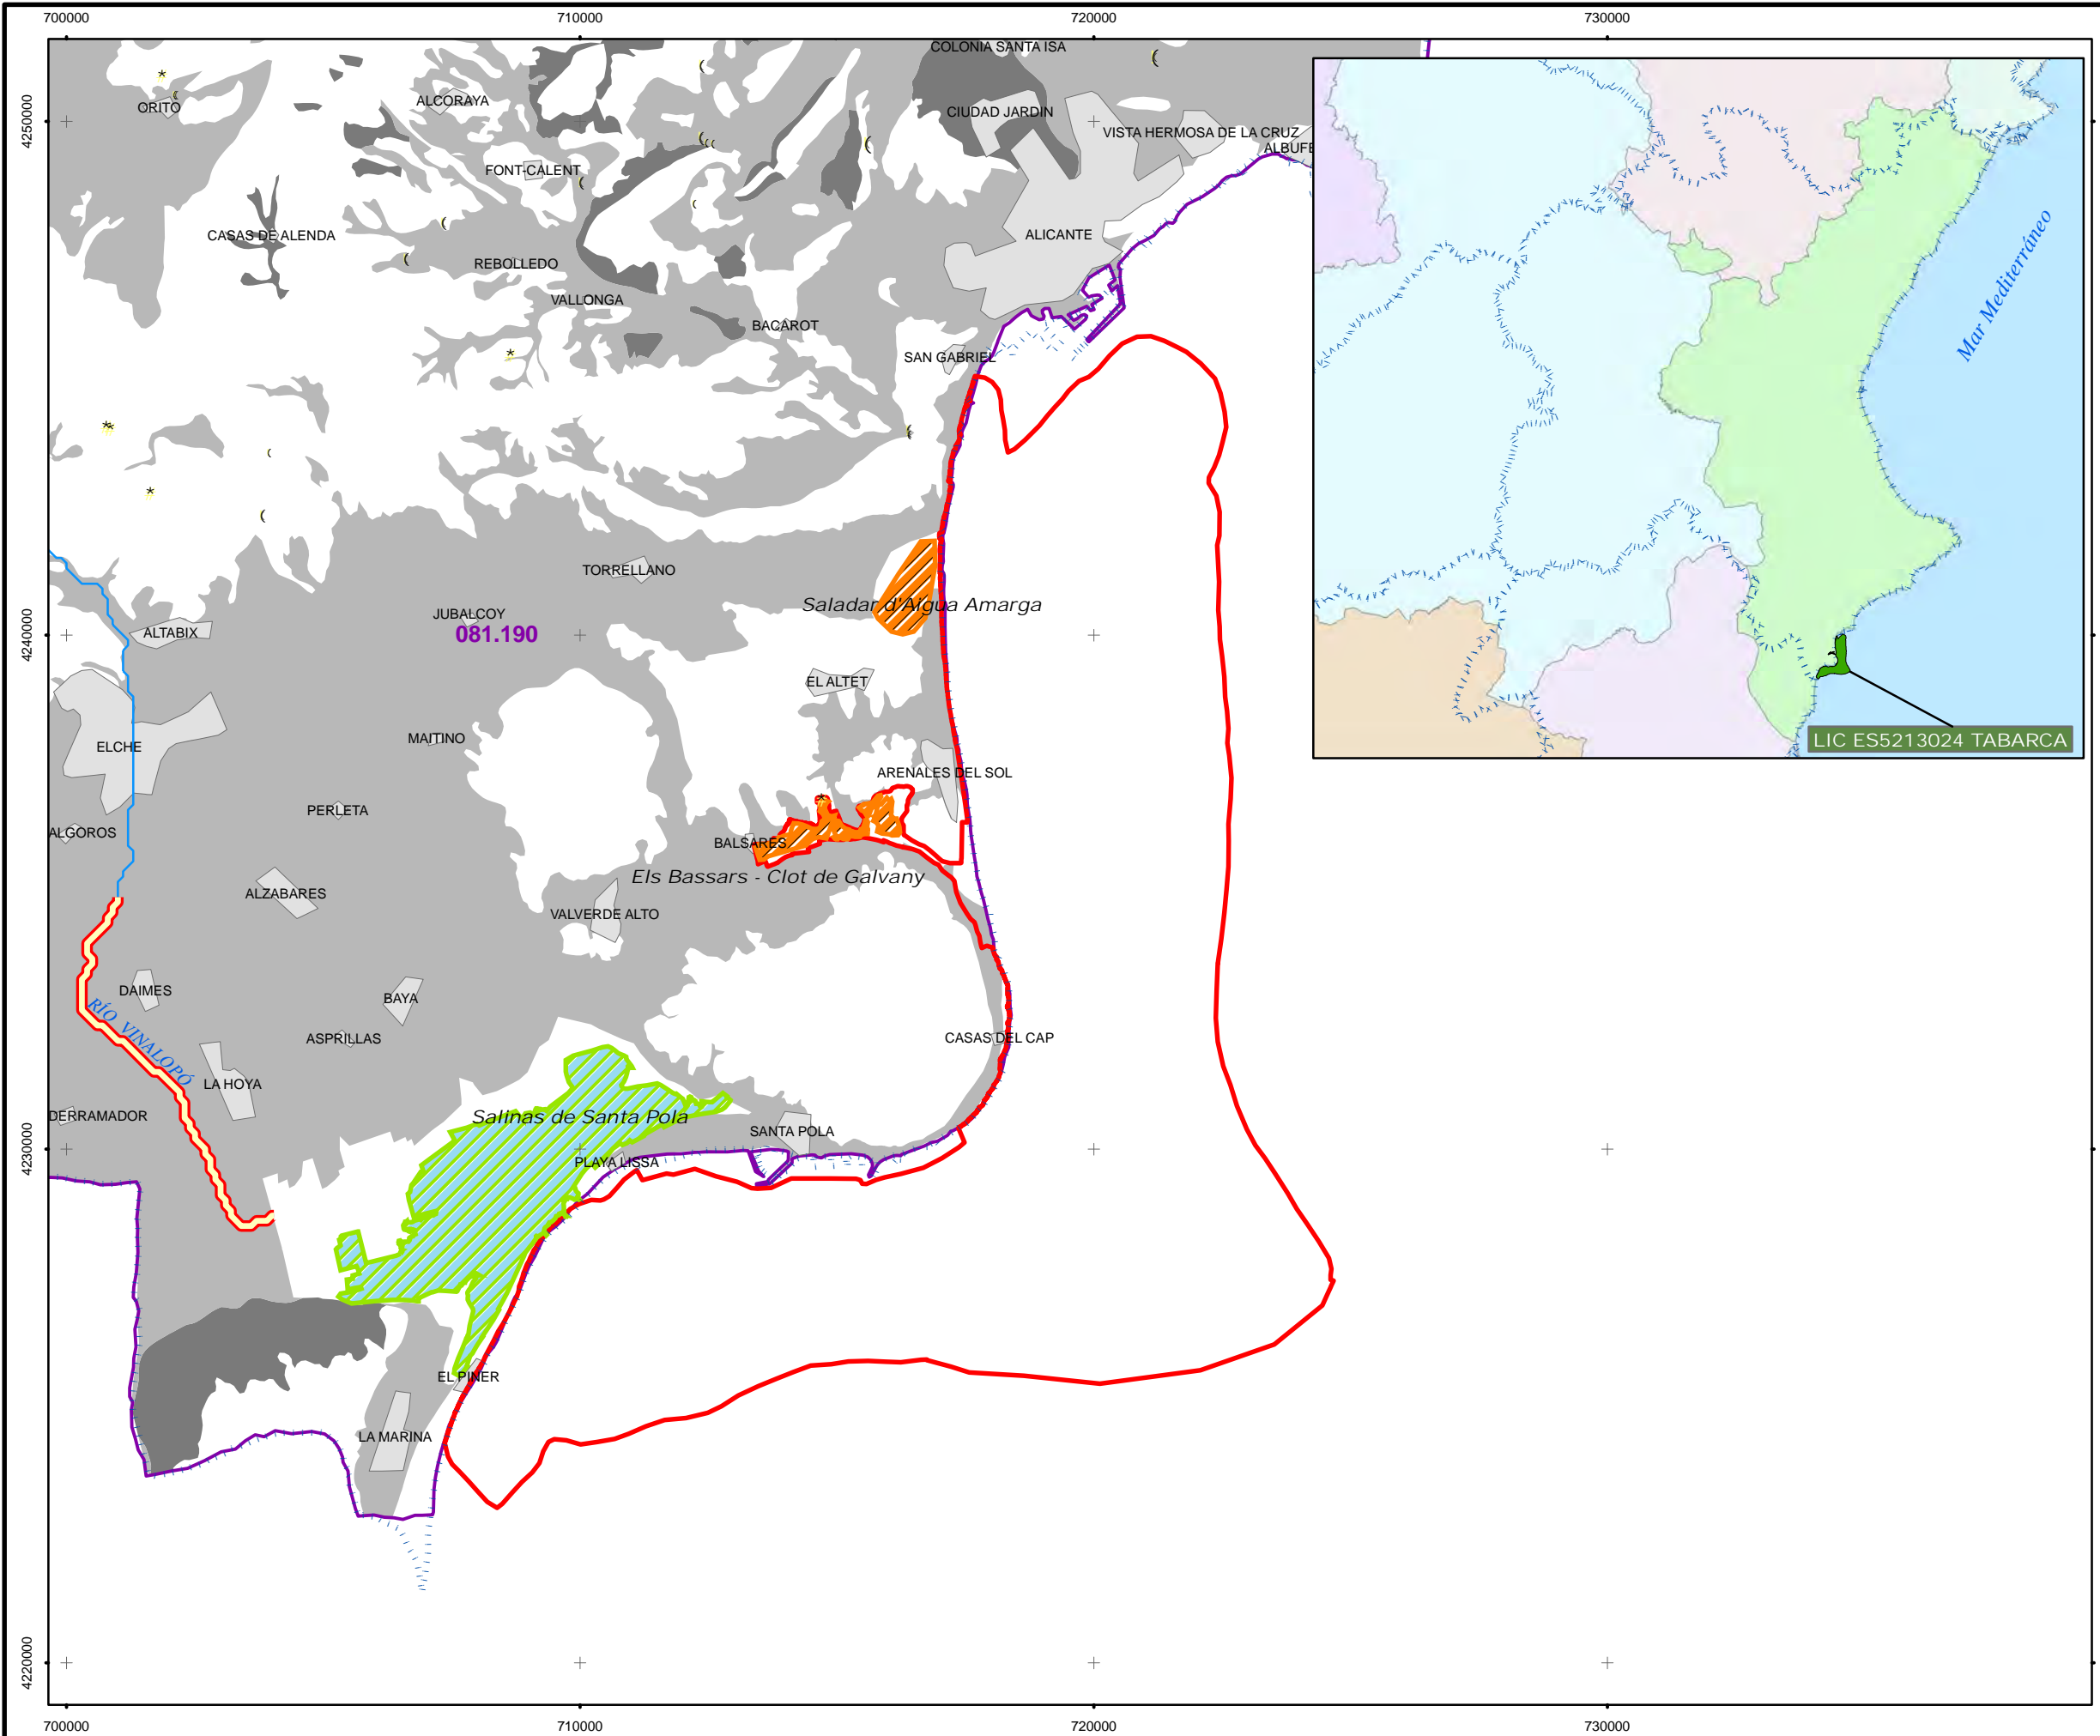 700000
710000
720000
730000
COLONIA SANTA ISA
ORITO
ALCORAYA
CIUDAD JARDIN
4250000
VISTA HERMOSA DE LA CRUZ
ALBUFE
FONT-CALENT
CASAS DE ALENDA
ALICANTE
REBOLLEDO
VALLONGA
BACAROT
SAN GABRIEL
Mar Mediterráneo
TORRELLANO
Saladar d'Aigua Amarga
JUBALCOY
081.190
ALTABIX
4240000
EL ALTET
MAITINO
ELCHE
LIC ES5213024 TABARCA
ARENALES DEL SOL
PERLETA
ALGOROS
BALSARES
Els Bassars - Clot de Galvany
ALZABARES
VALVERDE ALTO
DAIMES
BAYA
RÍO VINALOPÓ
ASPRILLAS
CASAS DEL CAP
LA HOYA
DERRAMADOR
Salinas de Santa Pola
SANTA POLA
4230000
PLAYA LISSA
EL PINER
LA MARINA
4220000
700000
710000
720000
730000